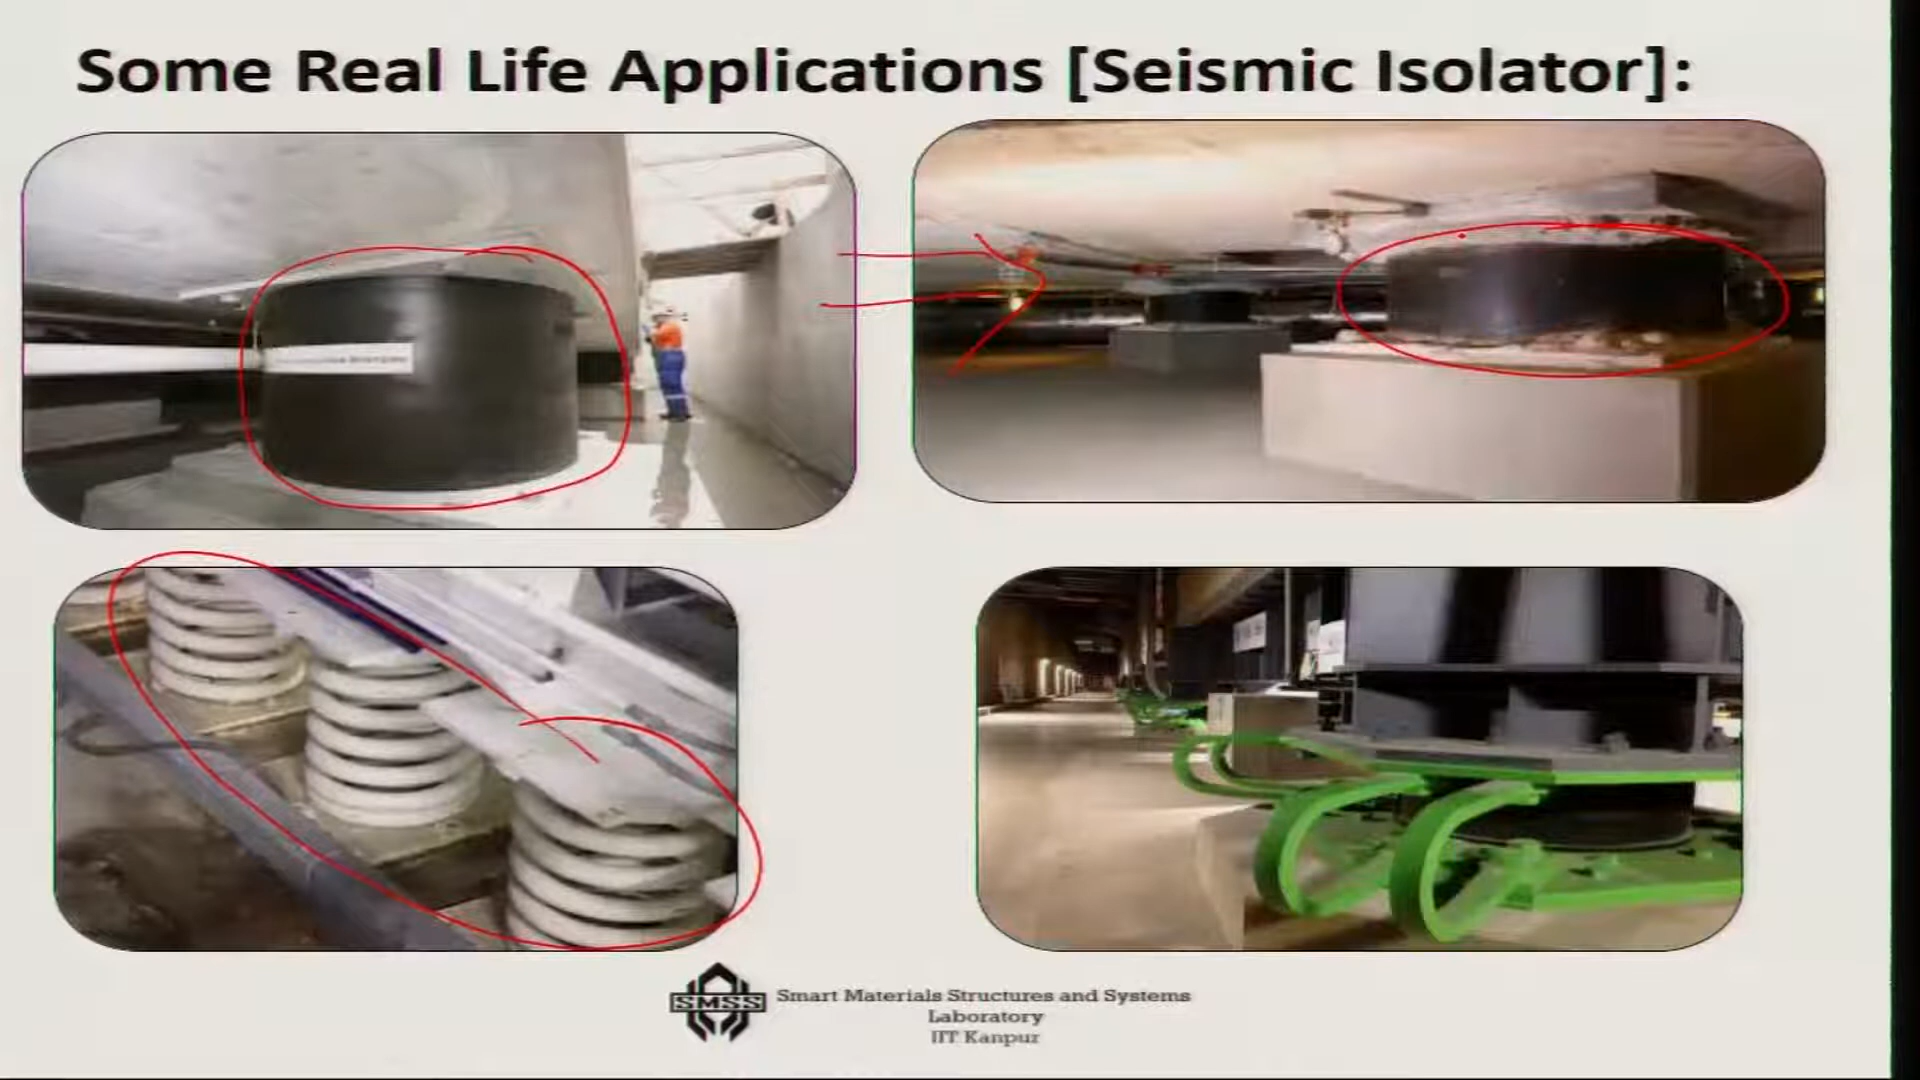 Some Real Life Applications [Seismic Isolator]:
SMSS
Smart Materials Structures and Systems
Laboratory
IIT Kanpur